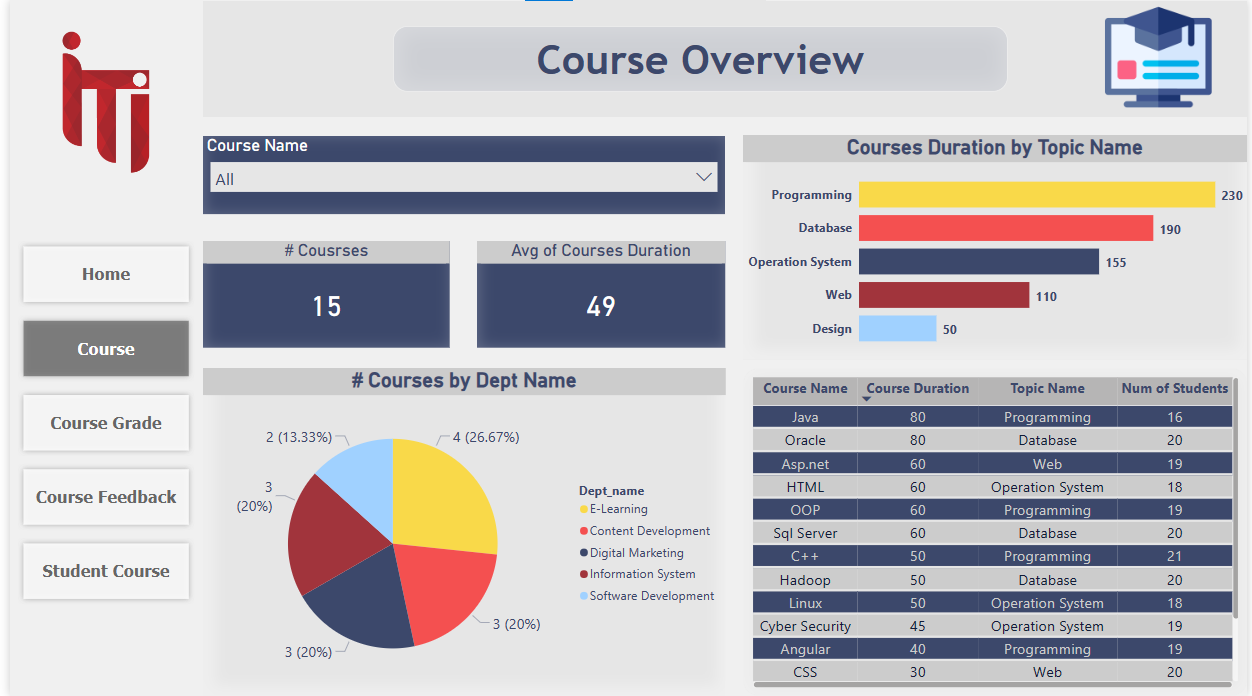 iTi
Course Overview
Home
Course
Course Grade
Course Feedback
Student Course
Course Name
All
# Cousrses
15
Avg of Courses Duration
49
# Courses by Dept Name
2 (13.33%)
4 (26.67%)
3
(20%)
3 (20%)
3 (20%)
Dept_name
E-Learning
Content Development
Digital Marketing
Information System
Software Development
Courses Duration by Topic Name
Programming 230
Database 190
Operation System 155
Web 110
Design 50
Course Name Course Duration Topic Name Num of Students
Java 80 Programming 16
Oracle 80 Database 20
Asp.net 60 Web 19
HTML 60 Operation System 18
OOP 60 Programming 19
Sql Server 60 Database 20
C++ 50 Programming 21
Hadoop 50 Database 20
Linux 50 Operation System 18
Cyber Security 45 Operation System 19
Angular 40 Programming 19
CSS 30 Web 20